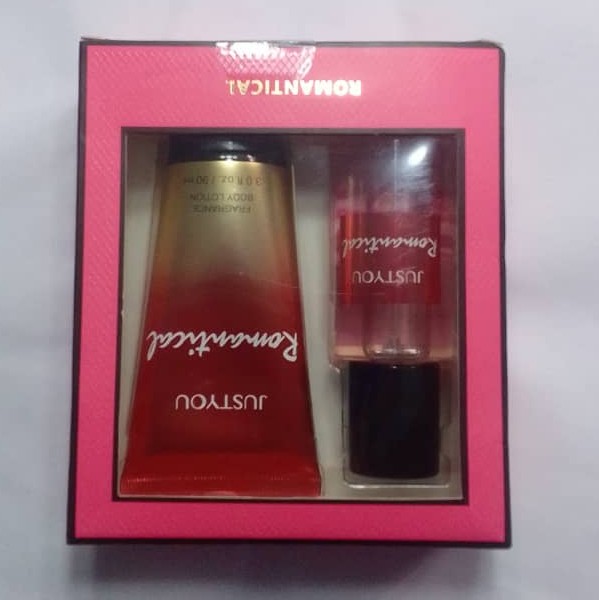 JUSTYOU
Romantical
JUSTYOU
Romantical
FRAGRANCE
BODY LOTION
3.0 fl oz. / 90 ml
ROMANTICAL